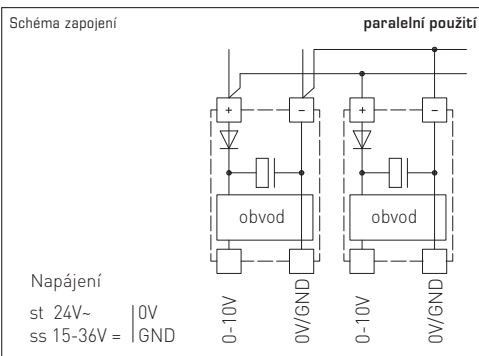 Schéma zapojení
paralelní použití
+ − + −
obvod obvod
Napájení
st 24V~ 0V
ss 15-36V = GND
0-10V
0V/GND
0-10V
0V/GND